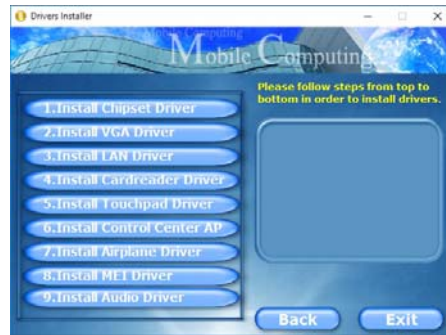 Drivers Installer
Mobile Computing
Mobile Computing
Please follow steps from top to
bottom in order to install drivers.
1.Install Chipset Driver
2.Install VGA Driver
3.Install LAN Driver
4.Install Cardreader Driver
5.Install Touchpad Driver
6.Install Control Center AP
7.Install Airplane Driver
8.Install MEI Driver
9.Install Audio Driver
Back
Exit